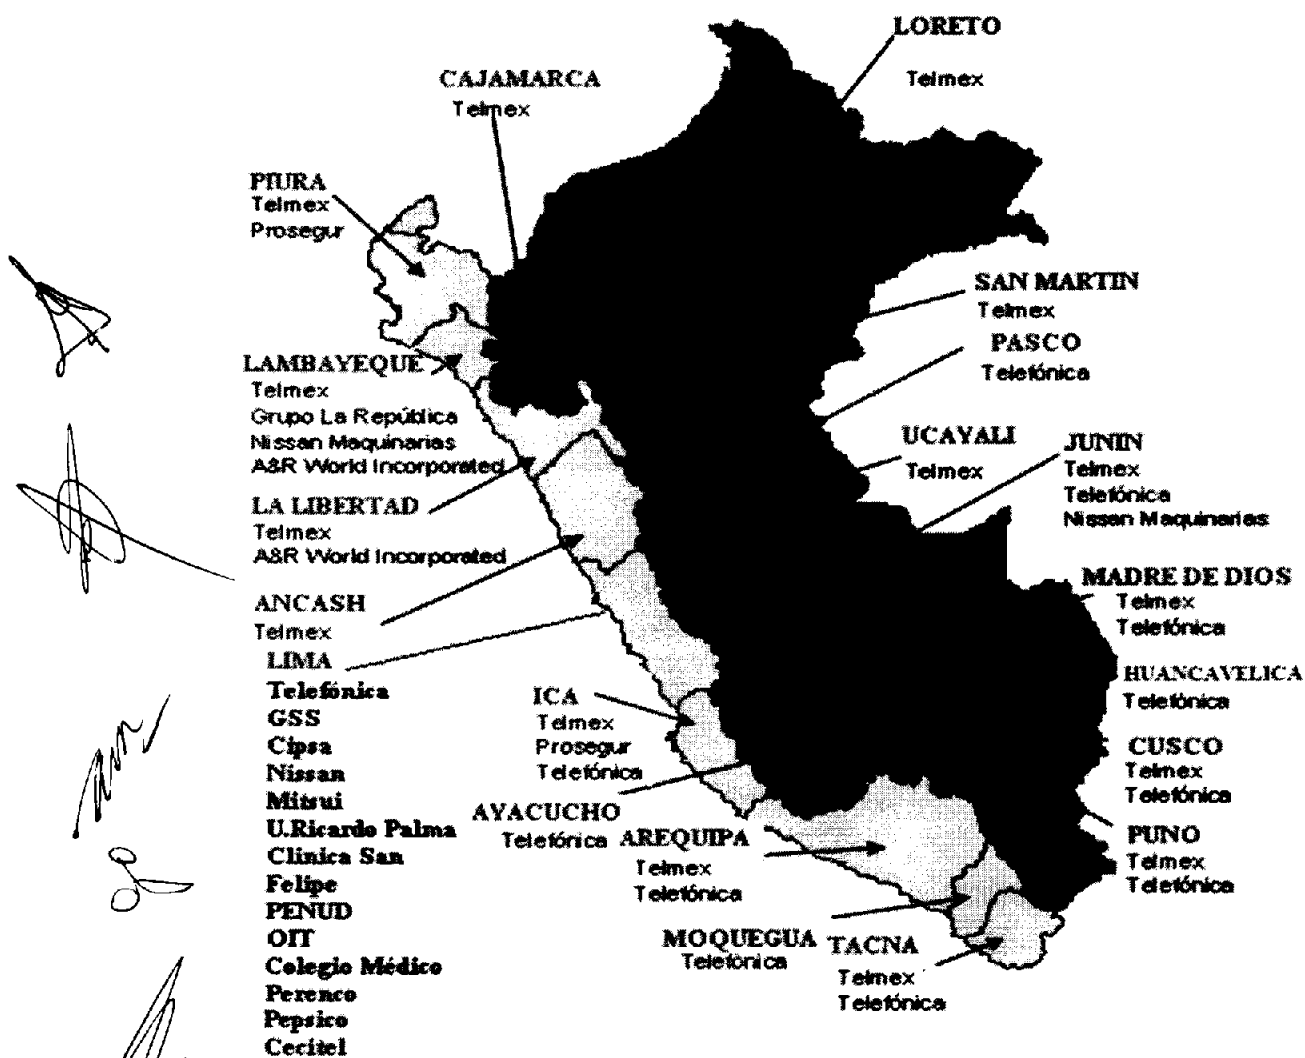 LORETO
Telmex
CAJAMARCA
Telmex
PIURA
Telmex
Prosegur
SAN MARTIN
Telmex
PASCO
Telefónica
LAMBAYEQUE
Telmex
Grupo La República
Nissan Maquinarias
A&R World Incorporated
UCAYALI
Telmex
JUNIN
Telmex
Telefónica
Nissan Maquinarias
LA LIBERTAD
Telmex
A&R World Incorporated
MADRE DE DIOS
Telmex
Telefónica
ANCASH
Telmex
HUANCAVELICA
Telefónica
LIMA
Telefónica
GSS
Cipsa
Nissan
Mitsui
U.Ricardo Palma
Clinica San
Felipe
PENUD
OIT
Colegio Médico
Perenco
Pepsico
Cecitel
ICA
Telmex
Prosegur
Telefónica
CUSCO
Telmex
Telefónica
AYACUCHO
Telefónica
AREQUIPA
Telmex
Telefónica
PUNO
Telmex
Telefónica
MOQUEGUA
Telefónica
TACNA
Telmex
Telefónica